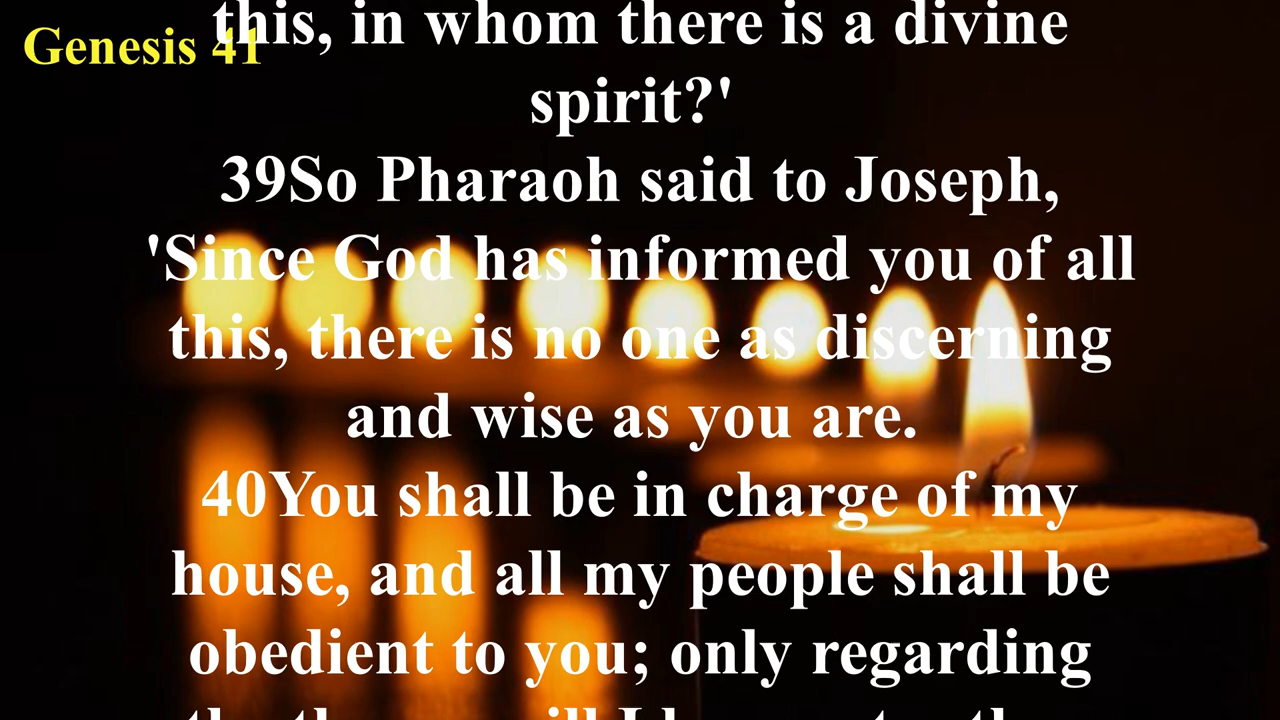 Genesis 41
this, in whom there is a divine
spirit?'
39So Pharaoh said to Joseph,
'Since God has informed you of all
this, there is no one as discerning
and wise as you are.
40You shall be in charge of my
house, and all my people shall be
obedient to you; only regarding